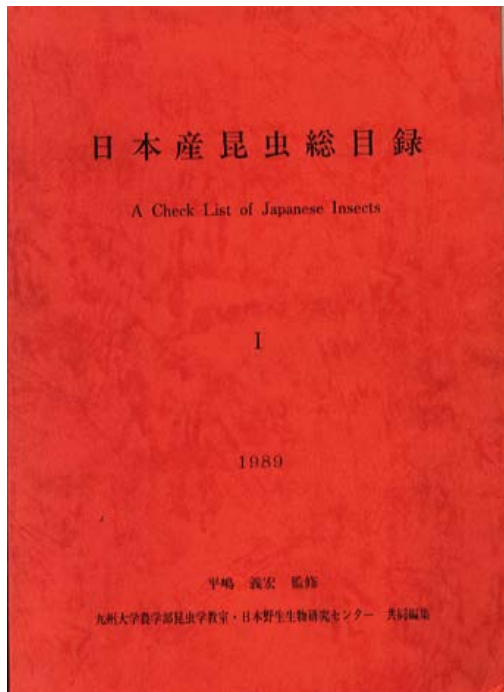 日本産昆虫総目録
A Check List of Japanese Insects
I
1989
平嶋 義宏 監修
九州大学農学部昆虫学教室・日本野生生物研究センター 共同編集